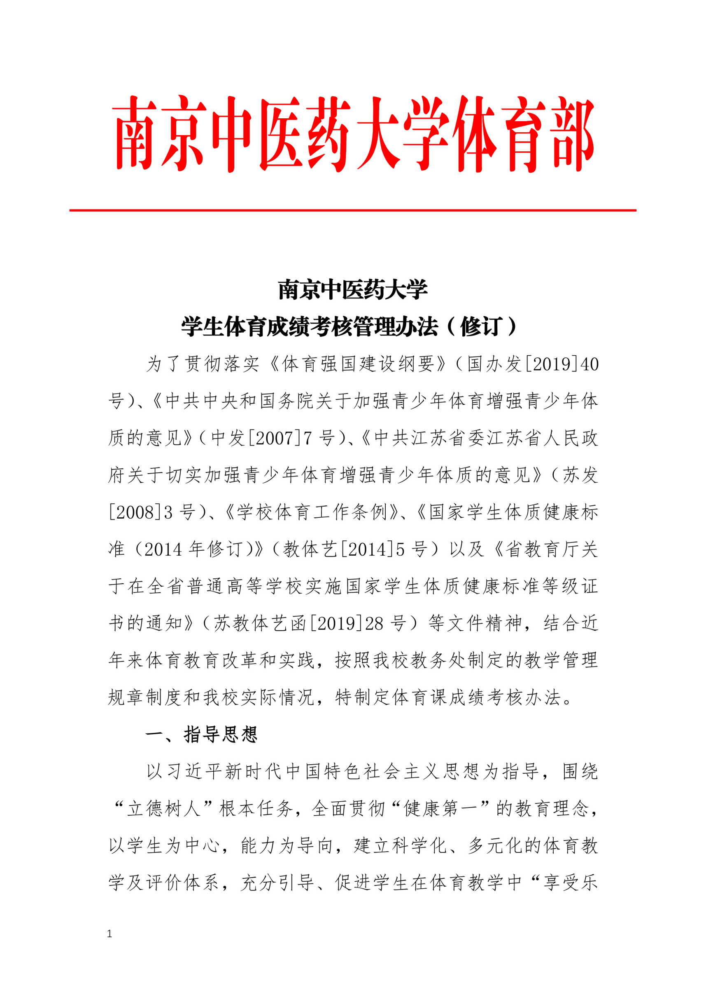 南京中医药大学体育部
南京中医药大学
学生体育成绩考核管理办法（修订）
为了贯彻落实《体育强国建设纲要》（国办发[2019]40
号）、《中共中央和国务院关于加强青少年体育增强青少年体
质的意见》（中发[2007]7 号）、《中共江苏省委江苏省人民政
府关于切实加强青少年体育增强青少年体质的意见》（苏发
[2008]3 号）、《学校体育工作条例》、《国家学生体质健康标
准（2014 年修订）》（教体艺[2014]5 号）以及《省教育厅关
于在全省普通高等学校实施国家学生体质健康标准等级证
书的通知》（苏教体艺函[2019]28 号）等文件精神，结合近
年来体育教育改革和实践，按照我校教务处制定的教学管理
规章制度和我校实际情况，特制定体育课成绩考核办法。
一、指导思想
以习近平新时代中国特色社会主义思想为指导，围绕
“立德树人”根本任务，全面贯彻“健康第一”的教育理念，
以学生为中心，能力为导向，建立科学化、多元化的体育教
学及评价体系，充分引导、促进学生在体育教学中“享受乐
1